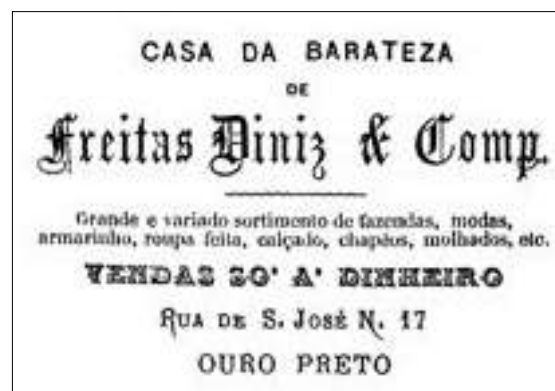 CASA DA BARATEZA
DE
Freitas Diniz & Comp.
Grande e variado sortimento de fazendas, modas,
armarinho, roupa feita, calçado, chapéos, molhados, etc.
VENDAS SO' A' DINHEIRO
RUA DE S. JOSÉ N. 17
OURO PRETO